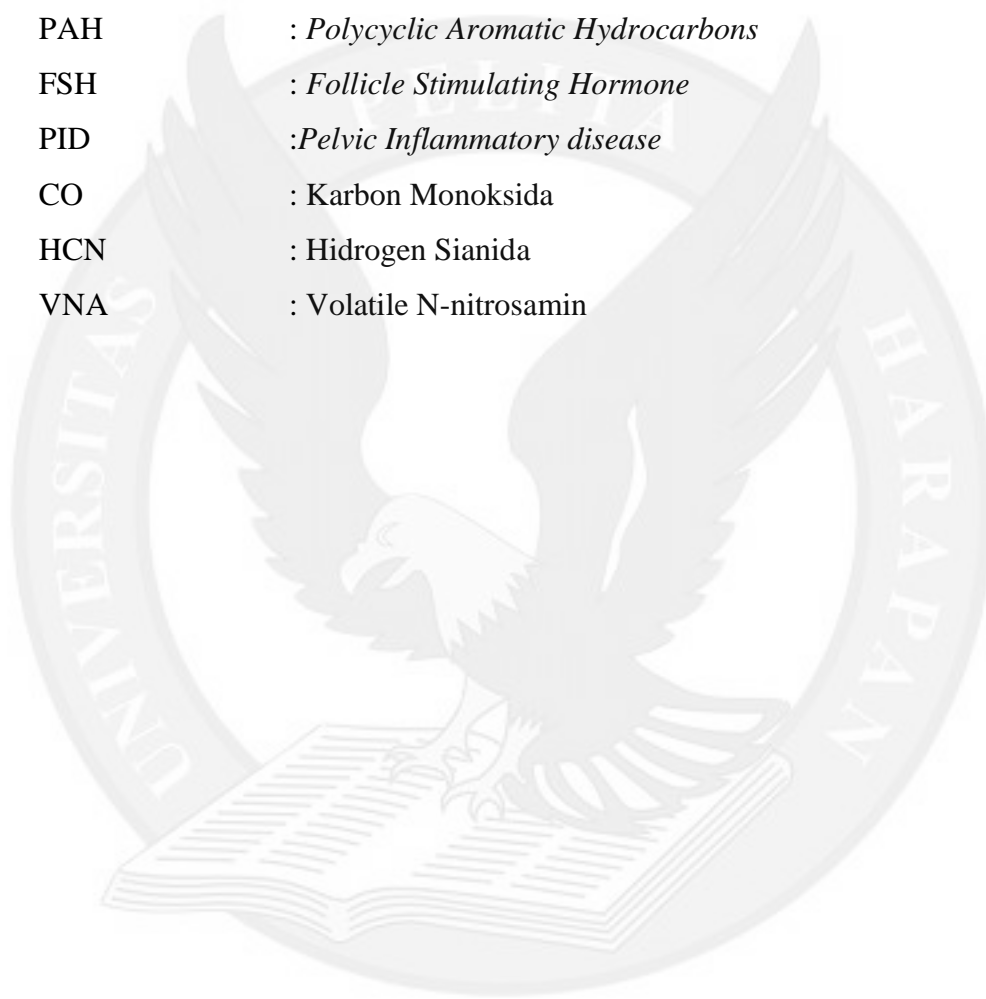 PAH : Polycyclic Aromatic Hydrocarbons
FSH : Follicle Stimulating Hormone
PID :Pelvic Inflammatory disease
CO : Karbon Monoksida
HCN : Hidrogen Sianida
VNA : Volatile N-nitrosamin
UNIVERSITAS PELITA HARAPAN